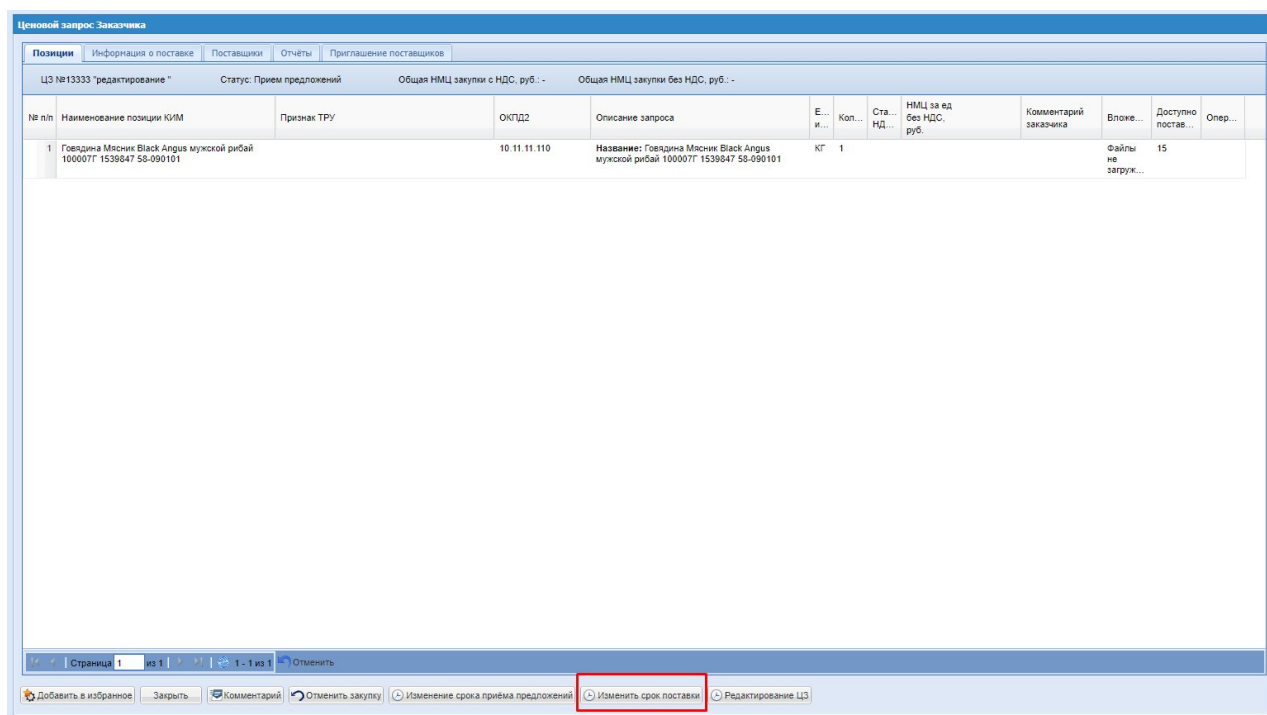 Ценовой запрос Заказчика
Позиции Информация о поставке Поставщики Отчёты Приглашение поставщиков
ЦЗ №13333 "редактирование " Статус: Прием предложений Общая НМЦ закупки с НДС, руб.: - Общая НМЦ закупки без НДС, руб.: -
№ п/п Наименование позиции КИМ Признак ТРУ ОКПД2 Описание запроса Е... и... Кол... Ста... НД... НМЦ за ед без НДС, руб. Комментарий заказчика Вложе... Доступно постав... Опер...
1 Говядина Мясник Black Angus мужской рибай 10.11.11.110 Название: Говядина Мясник Black Angus КГ 1 Файлы 15
100007Г 1539847 58-090101 мужской рибай 100007Г 1539847 58-090101 не
загруж...
Страница 1 из 1 1 - 1 из 1 Отменить
Добавить в избранное Закрыть Комментарий Отменить закупку Изменение срока приёма предложений Изменить срок поставки Редактирование ЦЗ